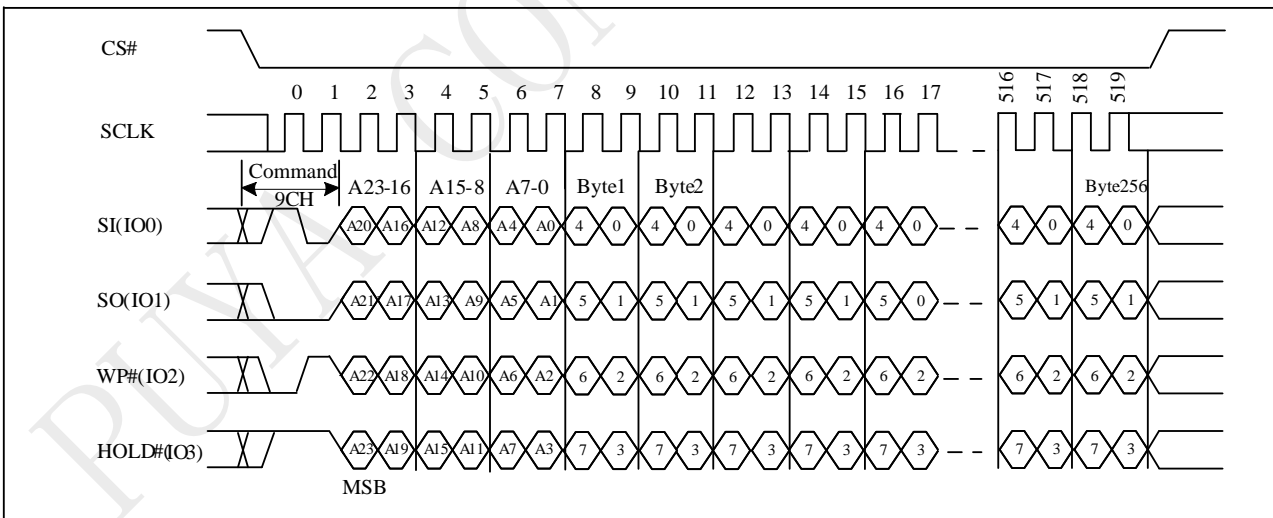 CS#
0 1 2 3 4 5 6 7 8 9 10 11 12 13 14 15 16 17 516 517 518 519
SCLK
Command
9CH
A23-16 A15-8 A7-0 Byte1 Byte2 Byte256
SI(IO0) A20 A16 A12 A8 A4 A0 4 0 4 0 4 0 4 0 4 0 4 0 4 0
SO(IO1) A21 A17 A13 A9 A5 A1 5 1 5 1 5 1 5 1 5 0 5 1 5 1
WP#(IO2) A22 A18 A14 A10 A6 A2 6 2 6 2 6 2 6 2 6 2 6 2 6 2
HOLD#(IO3) A23 A19 A15 A11 A7 A3 7 3 7 3 7 3 7 3 7 3 7 3 7 3
MSB
PUYA